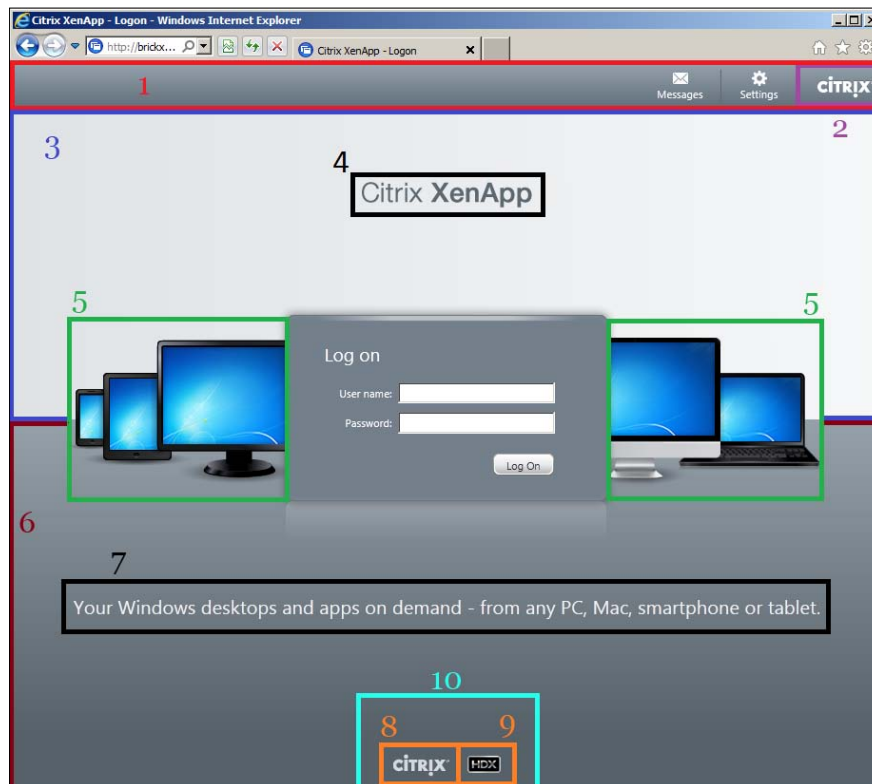 Citrix XenApp - Logon - Windows Internet Explorer
http://brickx...
Citrix XenApp - Logon
1
Messages
Settings
CITRIX
2
3
4
Citrix XenApp
5
5
Log on
User name:
Password:
Log On
6
7
Your Windows desktops and apps on demand - from any PC, Mac, smartphone or tablet.
10
8
9
CITRIX
HDX